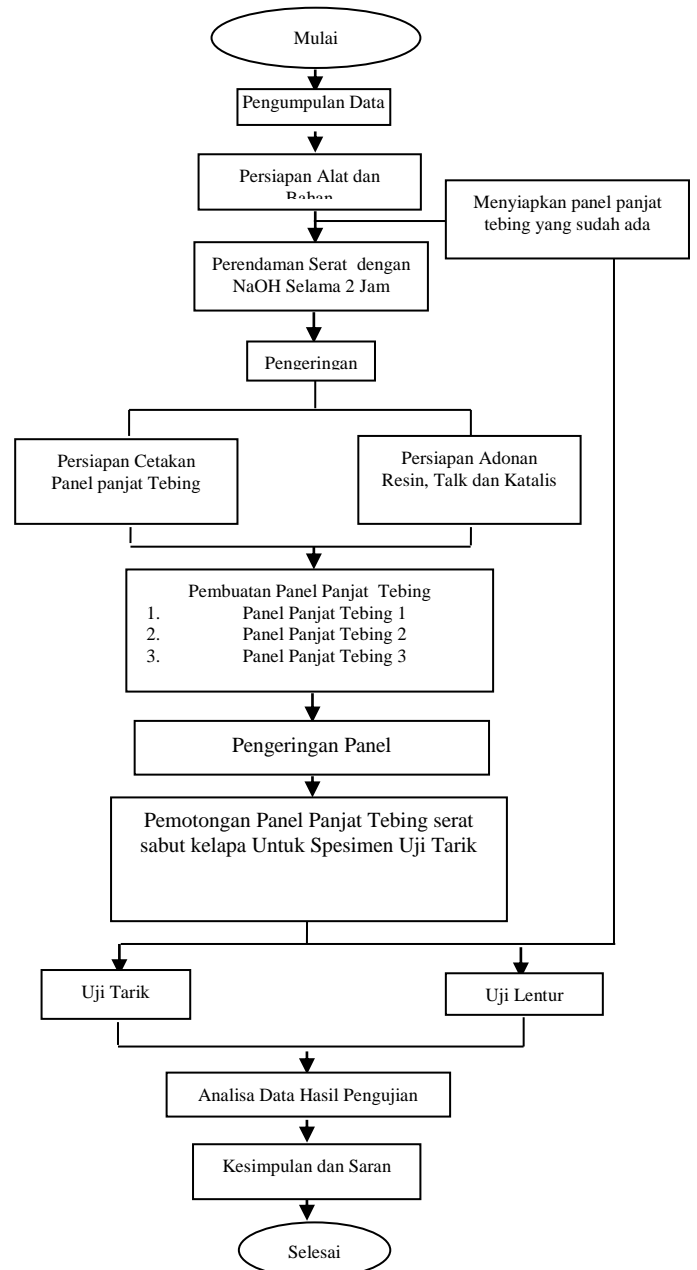 Mulai
Pengumpulan Data
Persiapan Alat dan
Bahan
Menyiapkan panel panjat
tebing yang sudah ada
Perendaman Serat dengan
NaOH Selama 2 Jam
Pengeringan
Persiapan Cetakan
Panel panjat Tebing
Persiapan Adonan
Resin, Talk dan Katalis
Pembuatan Panel Panjat Tebing
1. Panel Panjat Tebing 1
2. Panel Panjat Tebing 2
3. Panel Panjat Tebing 3
Pengeringan Panel
Pemotongan Panel Panjat Tebing serat
sabut kelapa Untuk Spesimen Uji Tarik
Uji Tarik
Uji Lentur
Analisa Data Hasil Pengujian
Kesimpulan dan Saran
Selesai